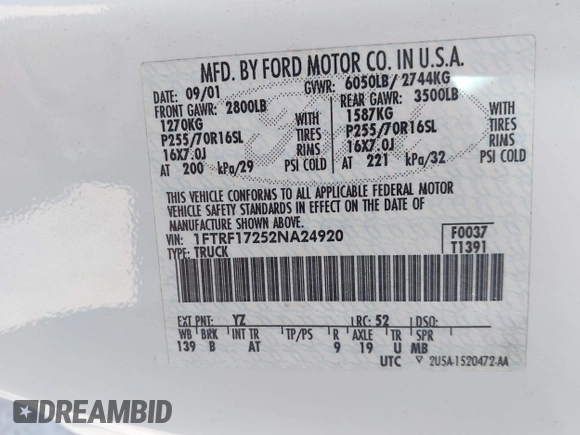 MFD. BY FORD MOTOR CO. IN U.S.A.
DATE: 09/01 GVWR: 6050LB/ 2744KG
FRONT GAWR: 2800LB REAR GAWR: 3500LB
1270KG WITH 1587KG WITH
P255/70R16SL TIRES P255/70R16SL TIRES
16X7.0J RIMS 16X7.0J RIMS
AT 200 kPa/29 PSI COLD AT 221 kPa/32 PSI COLD
THIS VEHICLE CONFORMS TO ALL APPLICABLE FEDERAL MOTOR
VEHICLE SAFETY STANDARDS IN EFFECT ON THE DATE OF
MANUFACTURE SHOWN ABOVE.
VIN: 1FTRF17252NA24920 F0037
TYPE: TRUCK T1391
EXT PNT: YZ RC: 52 DSO:
WB BRK INT TR TP/PS R AXLE TR SPR
139 B AT 9 19 U MB
UTC 2U5A-1520472-AA
DREAMBID